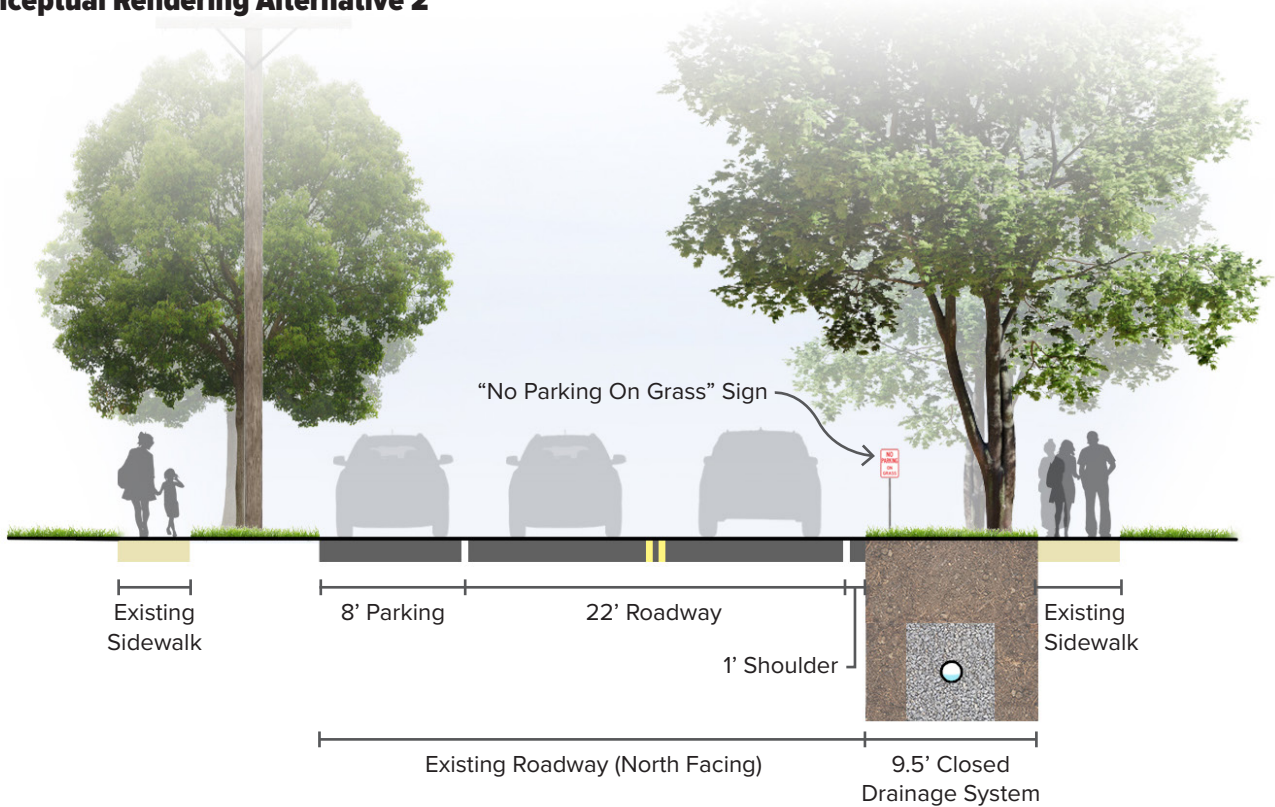 nceptual Rendering Alternative 2
“No Parking On Grass” Sign
NO
PARKING
ON
GRASS
Existing
Sidewalk
8’ Parking
22’ Roadway
1’ Shoulder
Existing
Sidewalk
Existing Roadway (North Facing)
9.5’ Closed
Drainage System